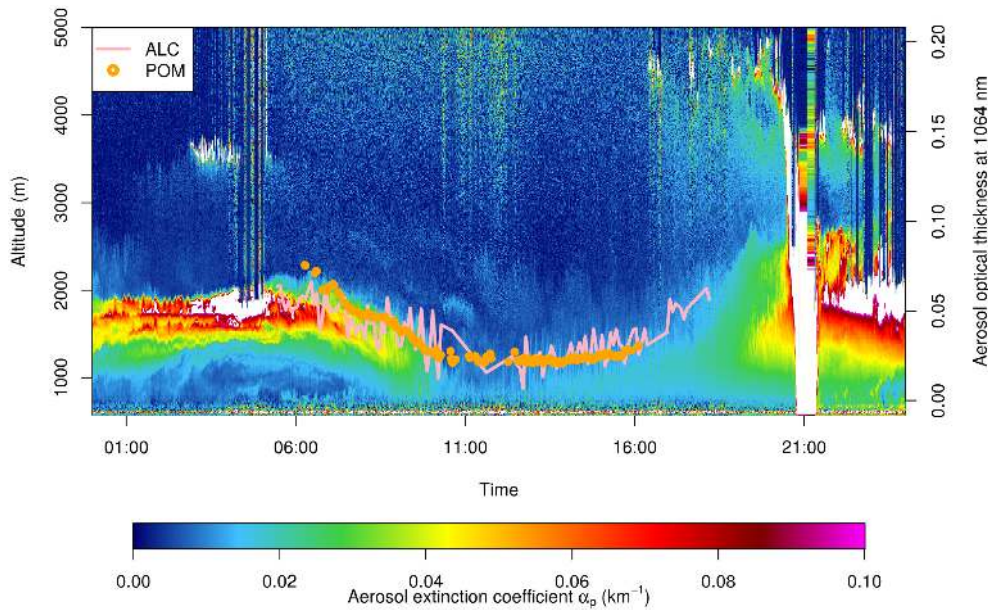 ALC
POM
5000
4000
3000
2000
1000
Altitude (m)
0.20
0.15
0.10
0.05
0.00
Aerosol optical thickness at 1064 nm
01:00 06:00 11:00 16:00 21:00
Time
0.00 0.02 0.04 0.06 0.08 0.10
Aerosol extinction coefficient αp (km⁻¹)